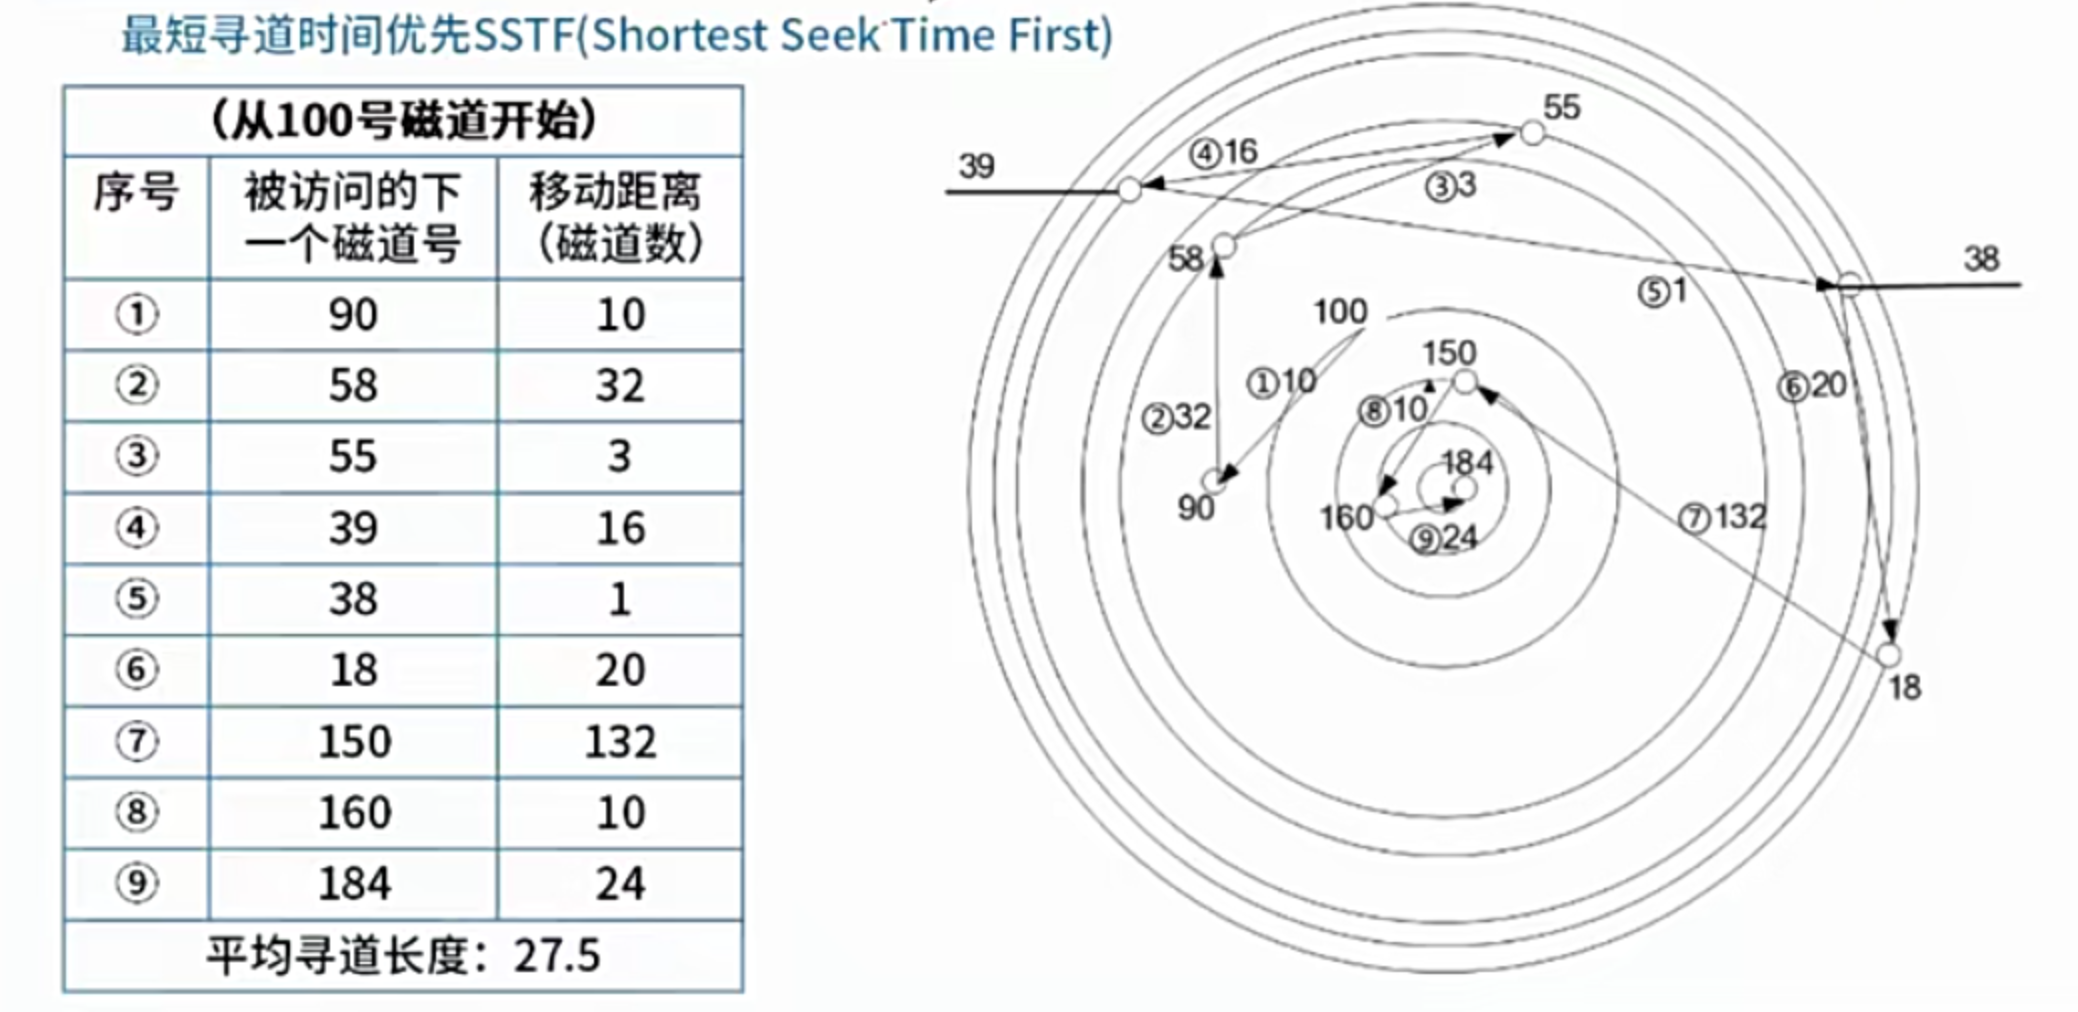 最短寻道时间优先SSTF(Shortest Seek Time First)
（从100号磁道开始）
序号 被访问的下一个磁道号 移动距离（磁道数）
① 90 10
② 58 32
③ 55 3
④ 39 16
⑤ 38 1
⑥ 18 20
⑦ 150 132
⑧ 160 10
⑨ 184 24
平均寻道长度：27.5
55
④16
39
③3
58
38
⑤1
100
150
①10
⑥20
⑧10
②32
184
90
160
⑦132
⑨24
18